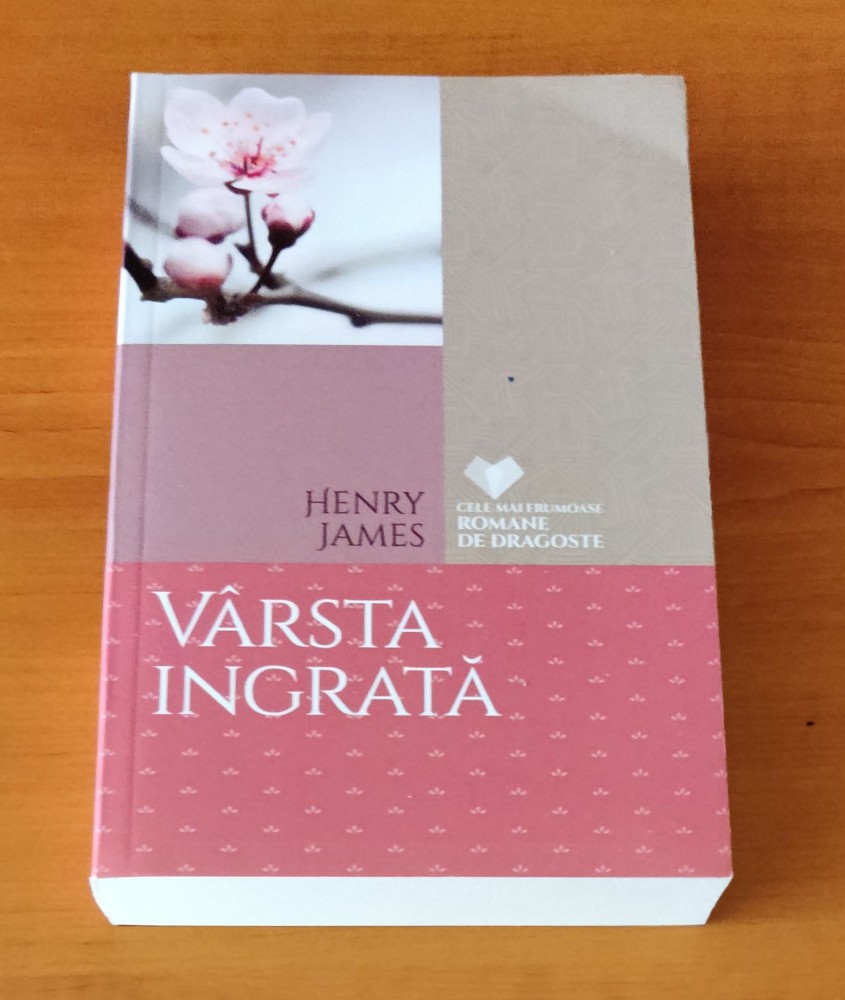 HENRY
JAMES
CELE MAI FRUMOASE
ROMANE
DE DRAGOSTE
VÂRSTA
INGRATĂ